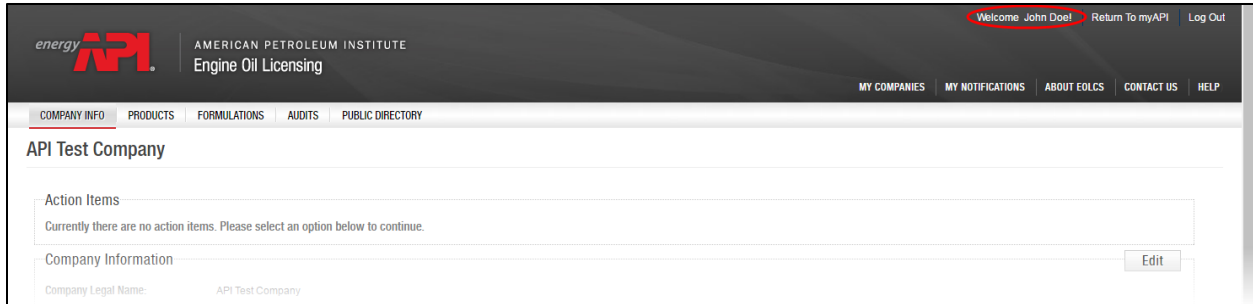 Welcome John Doe! Return To myAPI Log Out
energy API
AMERICAN PETROLEUM INSTITUTE
Engine Oil Licensing
MY COMPANIES MY NOTIFICATIONS ABOUT EOLCS CONTACT US HELP
COMPANY INFO PRODUCTS FORMULATIONS AUDITS PUBLIC DIRECTORY
API Test Company
Action Items
Currently there are no action items. Please select an option below to continue.
Company Information Edit
Company Legal Name: API Test Company